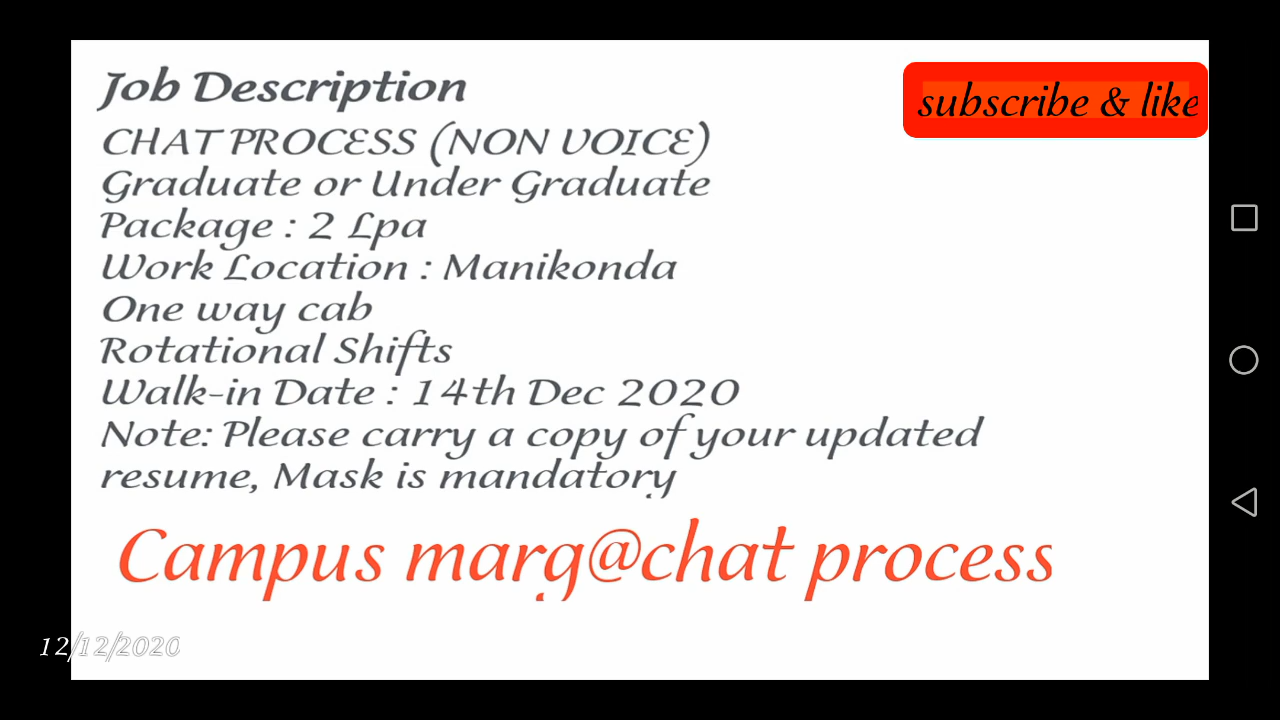 Job Description
subscribe & like
CHAT PROCESS (NON VOICE)
Graduate or Under Graduate
Package : 2 Lpa
Work Location : Manikonda
One way cab
Rotational Shifts
Walk-in Date : 14th Dec 2020
Note: Please carry a copy of your updated
resume, Mask is mandatory
Campus marg@chat process
12/12/2020